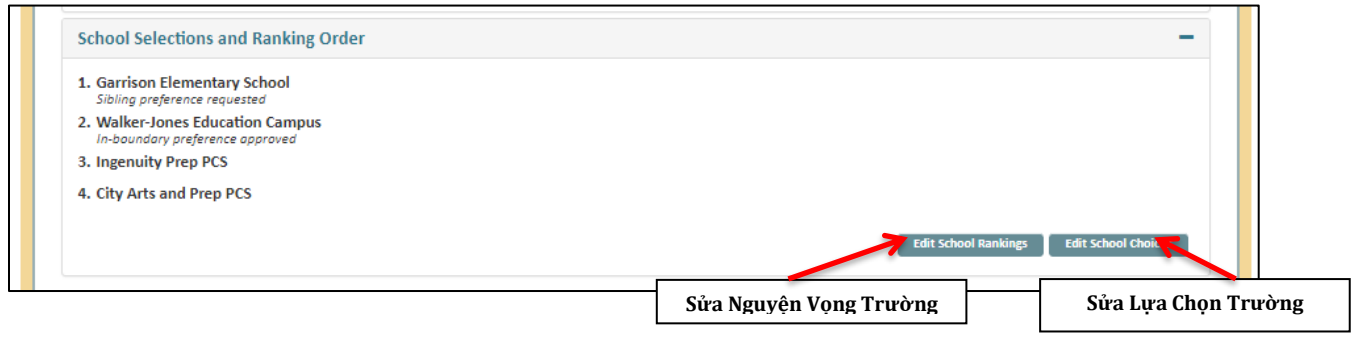 School Selections and Ranking Order
1. Garrison Elementary School
Sibling preference requested
2. Walker-Jones Education Campus
In-boundary preference approved
3. Ingenuity Prep PCS
4. City Arts and Prep PCS
Edit School Rankings Edit School
Sửa Nguyện Vọng Trường Sửa Lựa Chọn Trường